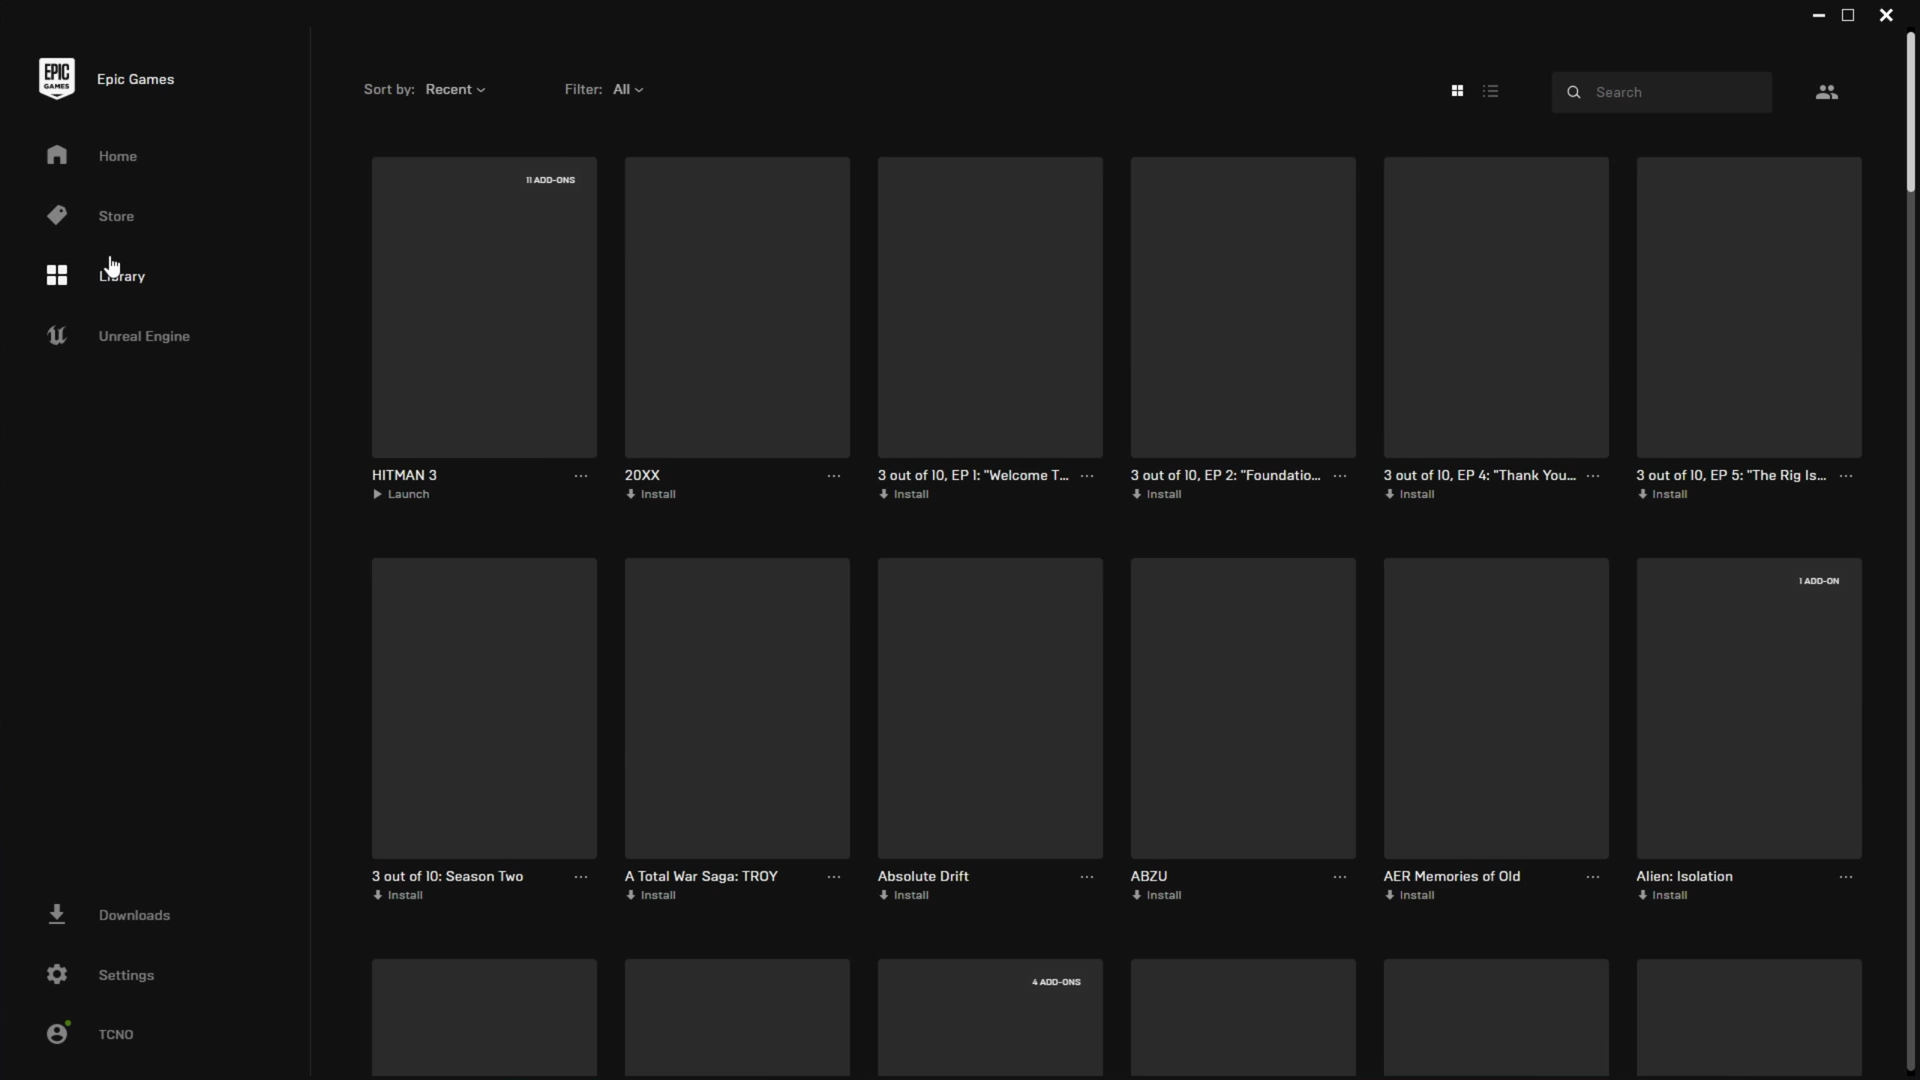 EPIC GAMES
Epic Games
Home
Store
Library
Unreal Engine
Downloads
Settings
TCNO
Sort by: Recent
Filter: All
Search
11 ADD-ONS
HITMAN 3 ...
Launch
20XX ...
Install
3 out of 10, EP 1: "Welcome T... ...
Install
3 out of 10, EP 2: "Foundatio... ...
Install
3 out of 10, EP 4: "Thank You... ...
Install
3 out of 10, EP 5: "The Rig Is... ...
Install
3 out of 10: Season Two ...
Install
A Total War Saga: TROY ...
Install
Absolute Drift ...
Install
ABZU ...
Install
AER Memories of Old ...
Install
1 ADD-ON
Alien: Isolation ...
Install
4 ADD-ONS